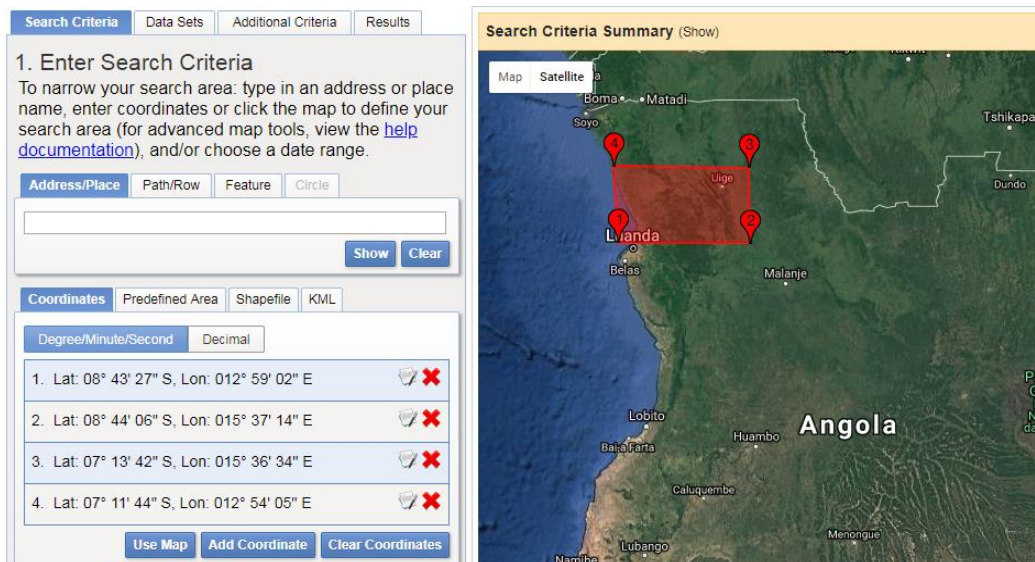 Search Criteria
Data Sets
Additional Criteria
Results
1. Enter Search Criteria
To narrow your search area: type in an address or place
name, enter coordinates or click the map to define your
search area (for advanced map tools, view the help
documentation), and/or choose a date range.
Address/Place
Path/Row
Feature
Circle
Show
Clear
Coordinates
Predefined Area
Shapefile
KML
Degree/Minute/Second
Decimal
1. Lat: 08° 43' 27" S, Lon: 012° 59' 02" E
2. Lat: 08° 44' 06" S, Lon: 015° 37' 14" E
3. Lat: 07° 13' 42" S, Lon: 015° 36' 34" E
4. Lat: 07° 11' 44" S, Lon: 012° 54' 05" E
Use Map
Add Coordinate
Clear Coordinates
Search Criteria Summary (Show)
Map
Satellite
Boma
Matadi
Soyo
Tshikapa
4
3
Uige
Dundo
1
2
Luanda
Belas
Malanje
Lobito
Baia Farta
Huambo
Angola
Caluquembe
Menongue
Lubango
Namibe